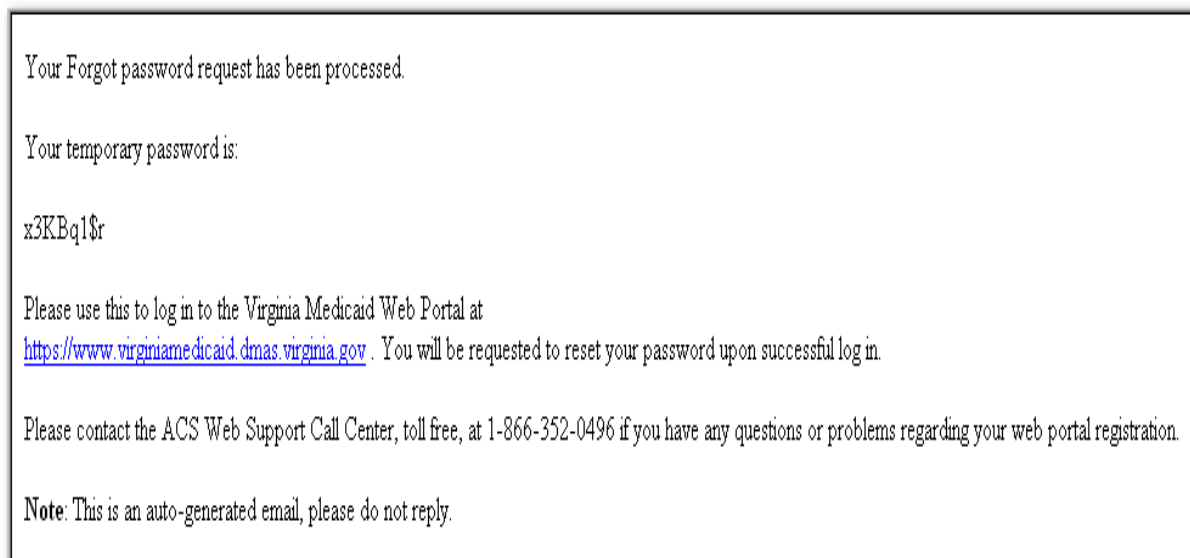 Your Forgot password request has been processed.
Your temporary password is:
x3KBq1$r
Please use this to log in to the Virginia Medicaid Web Portal at
https://www.virginiamedicaid.dmas.virginia.gov . You will be requested to reset your password upon successful log in.
Please contact the ACS Web Support Call Center, toll free, at 1-866-352-0496 if you have any questions or problems regarding your web portal registration.
Note: This is an auto-generated email, please do not reply.